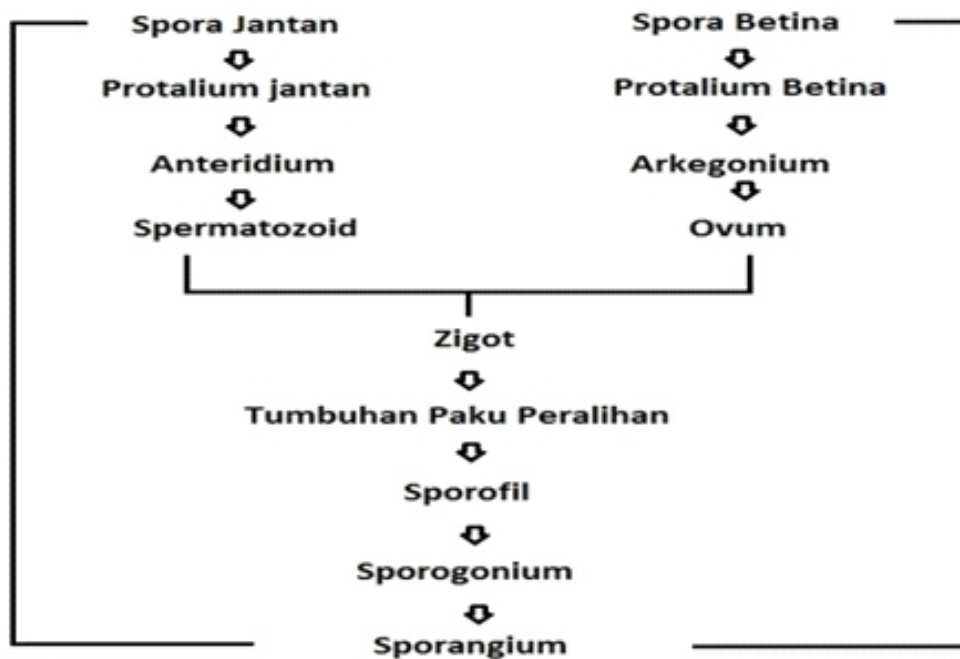 Spora Jantan
Spora Betina
Protalium jantan
Protalium Betina
Anteridium
Arkegonium
Spermatozoid
Ovum
Zigot
Tumbuhan Paku Peralihan
Sporofil
Sporogonium
Sporangium